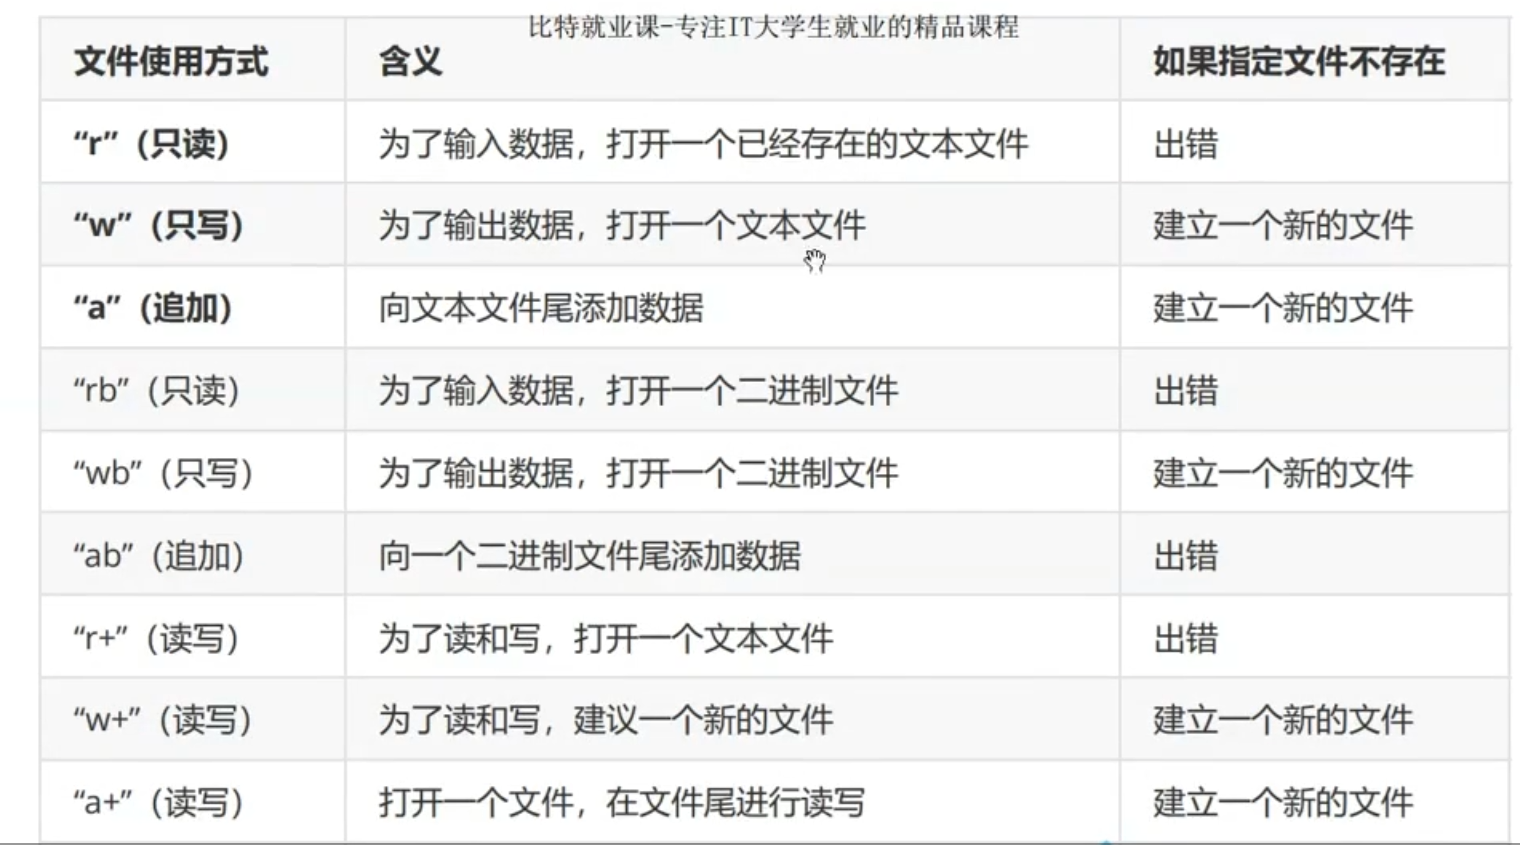 比特就业课-专注IT大学生就业的精品课程
文件使用方式 含义 如果指定文件不存在
“r”（只读） 为了输入数据，打开一个已经存在的文本文件 出错
“w”（只写） 为了输出数据，打开一个文本文件 建立一个新的文件
“a”（追加） 向文本文件尾添加数据 建立一个新的文件
“rb”（只读） 为了输入数据，打开一个二进制文件 出错
“wb”（只写） 为了输出数据，打开一个二进制文件 建立一个新的文件
“ab”（追加） 向一个二进制文件尾添加数据 出错
“r+”（读写） 为了读和写，打开一个文本文件 出错
“w+”（读写） 为了读和写，建议一个新的文件 建立一个新的文件
“a+”（读写） 打开一个文件，在文件尾进行读写 建立一个新的文件